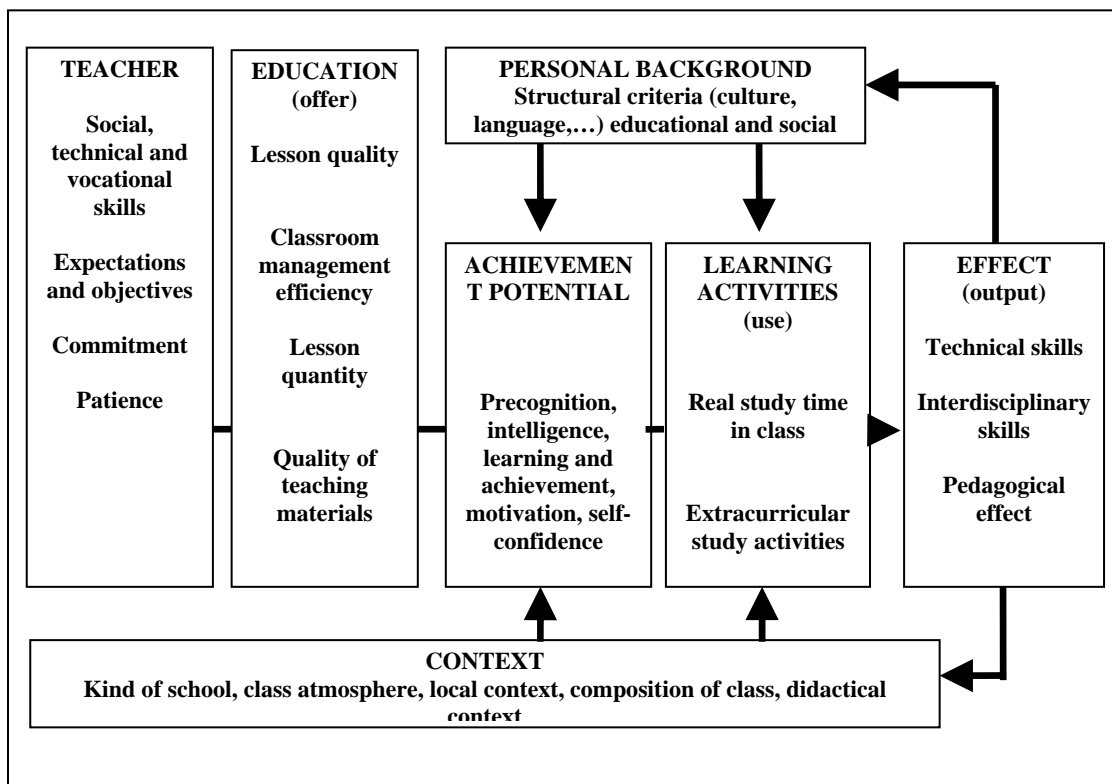 TEACHER
Social,
technical and
vocational
skills
Expectations
and objectives
Commitment
Patience
EDUCATION
(offer)
Lesson quality
Classroom
management
efficiency
Lesson
quantity
Quality of
teaching
materials
PERSONAL BACKGROUND
Structural criteria (culture,
language,…) educational and social
ACHIEVEMEN
T POTENTIAL
Precognition,
intelligence,
learning and
achievement,
motivation, self-
confidence
LEARNING
ACTIVITIES
(use)
Real study time
in class
Extracurricular
study activities
EFFECT
(output)
Technical skills
Interdisciplinary
skills
Pedagogical
effect
CONTEXT
Kind of school, class atmosphere, local context, composition of class, didactical
context